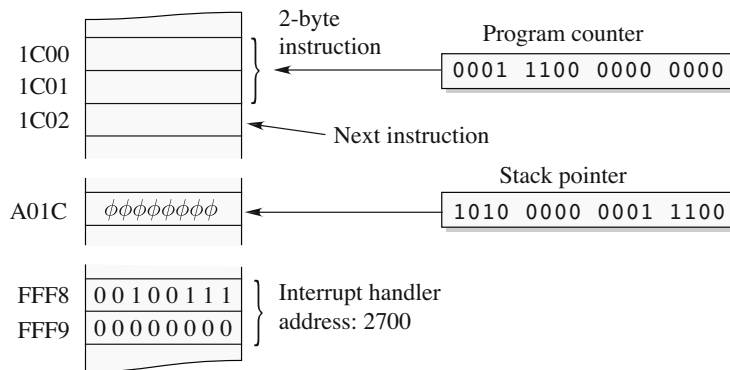 2-byte
instruction
Program counter
1C00
0001 1100 0000 0000
1C01
1C02
Next instruction
Stack pointer
A01C
ϕϕϕϕϕϕϕϕ
1010 0000 0001 1100
FFF8
0 0 1 0 0 1 1 1
Interrupt handler
address: 2700
FFF9
0 0 0 0 0 0 0 0